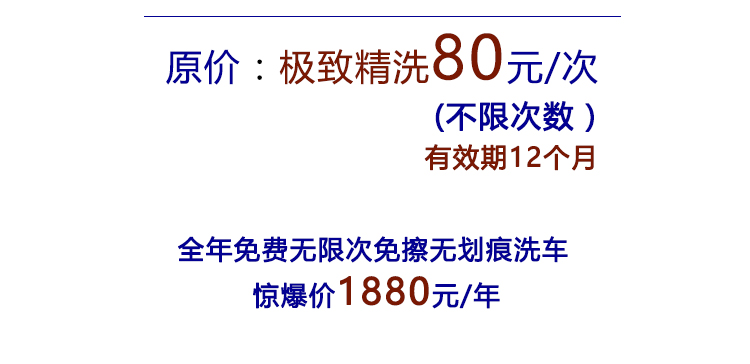 原价：极致精洗80元/次
(不限次数 )
有效期12个月
全年免费无限次免擦无划痕洗车
惊爆价1880元/年